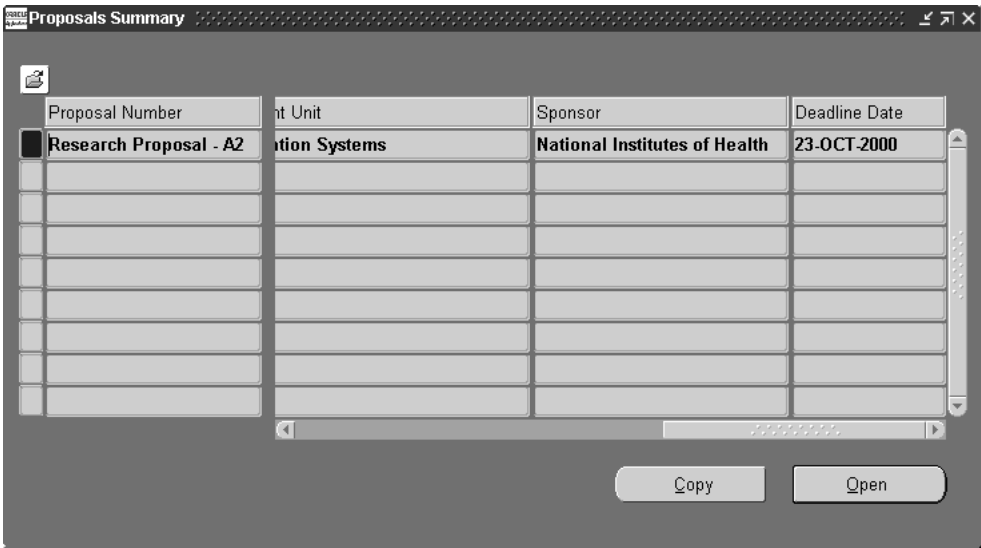 Proposals Summary
Proposal Number nt Unit Sponsor Deadline Date
Research Proposal - A2 ition Systems National Institutes of Health 23-OCT-2000
Copy Open